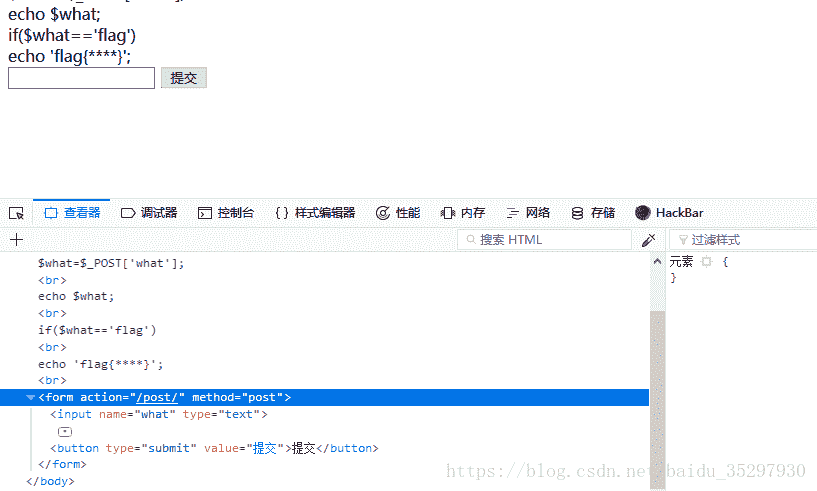 echo $what;
if($what=='flag')
echo 'flag{****}';
提交
查看器 调试器 控制台 {} 样式编辑器 性能 内存 网络 存储 HackBar
+ 搜索 HTML 过滤样式
$what=$_POST['what'];
<br>
echo $what;
<br>
if($what=='flag')
<br>
echo 'flag{****}';
<br>
<form action="/post/" method="post">
<input name="what" type="text">
<button type="submit" value="提交">提交</button>
</form>
</body>
元素 {
}
https://blog.csdn.net/baidu_35297930